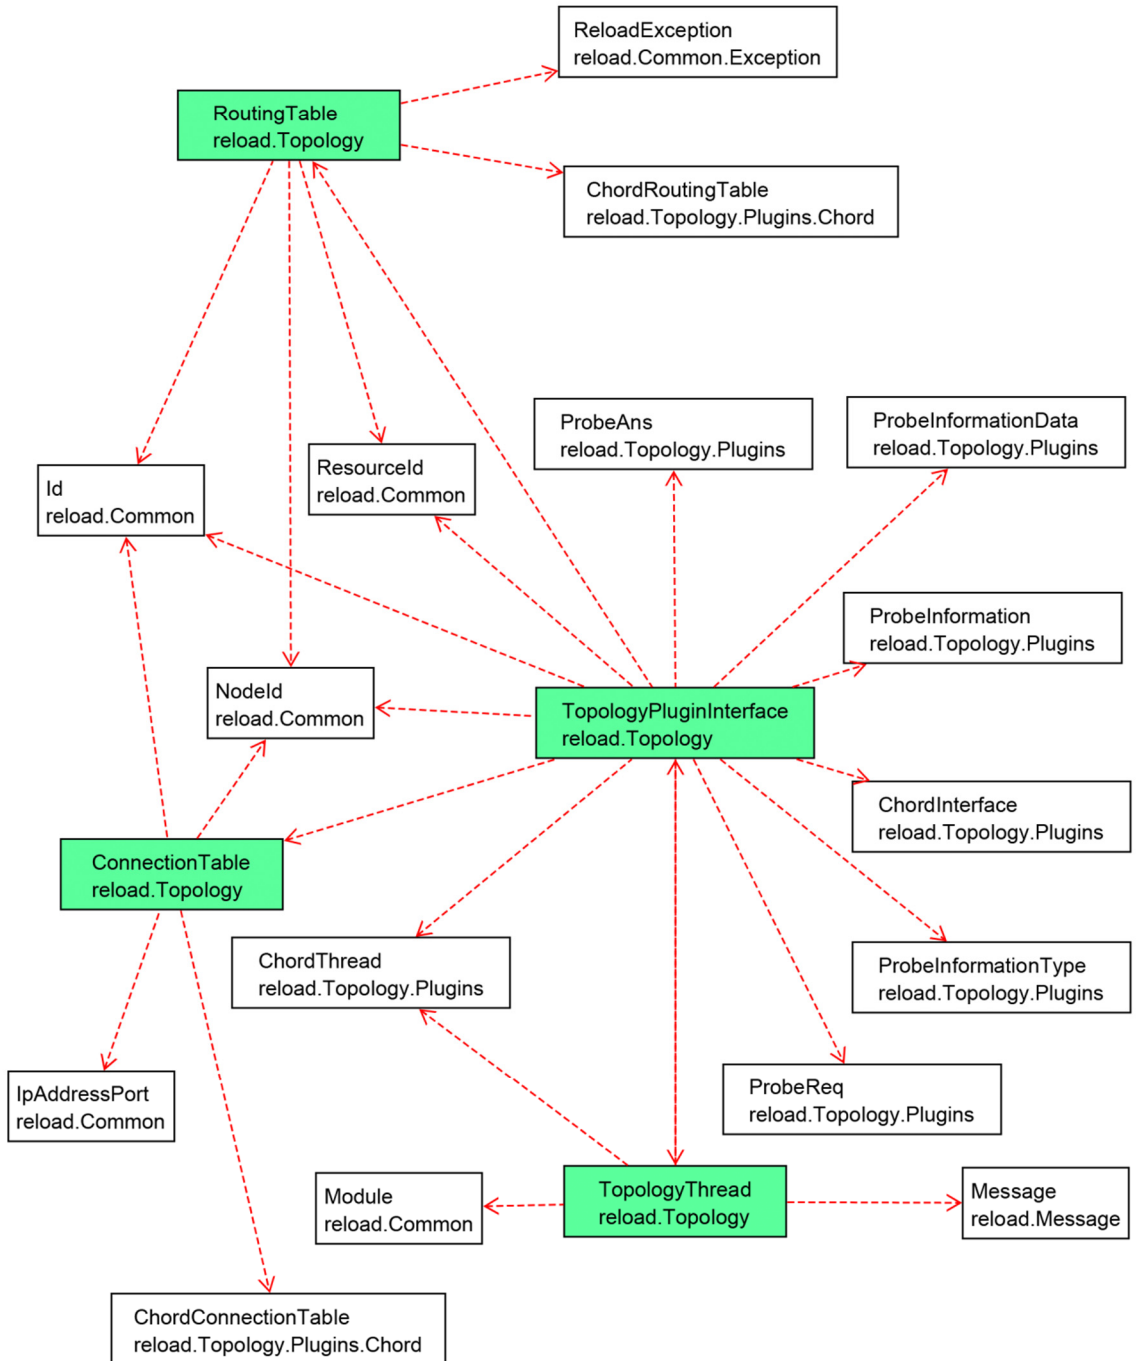 ReloadException
reload.Common.Exception
RoutingTable
reload.Topology
ChordRoutingTable
reload.Topology.Plugins.Chord
ProbeAns
reload.Topology.Plugins
ProbeInformationData
reload.Topology.Plugins
ResourceId
reload.Common
Id
reload.Common
ProbeInformation
reload.Topology.Plugins
NodeId
reload.Common
TopologyPluginInterface
reload.Topology
ChordInterface
reload.Topology.Plugins
ConnectionTable
reload.Topology
ChordThread
reload.Topology.Plugins
ProbeInformationType
reload.Topology.Plugins
IpAddressPort
reload.Common
ProbeReq
reload.Topology.Plugins
Module
reload.Common
TopologyThread
reload.Topology
Message
reload.Message
ChordConnectionTable
reload.Topology.Plugins.Chord